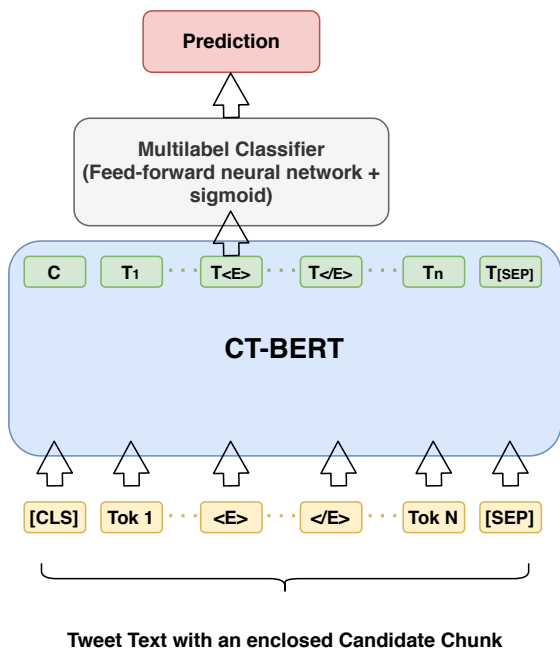 Prediction
Multilabel Classifier
(Feed-forward neural network +
sigmoid)
C T1 ··· T<E> ··· T</E> ··· Tn T[SEP]
CT-BERT
[CLS] Tok 1 ··· <E> ··· </E> ··· Tok N [SEP]
Tweet Text with an enclosed Candidate Chunk